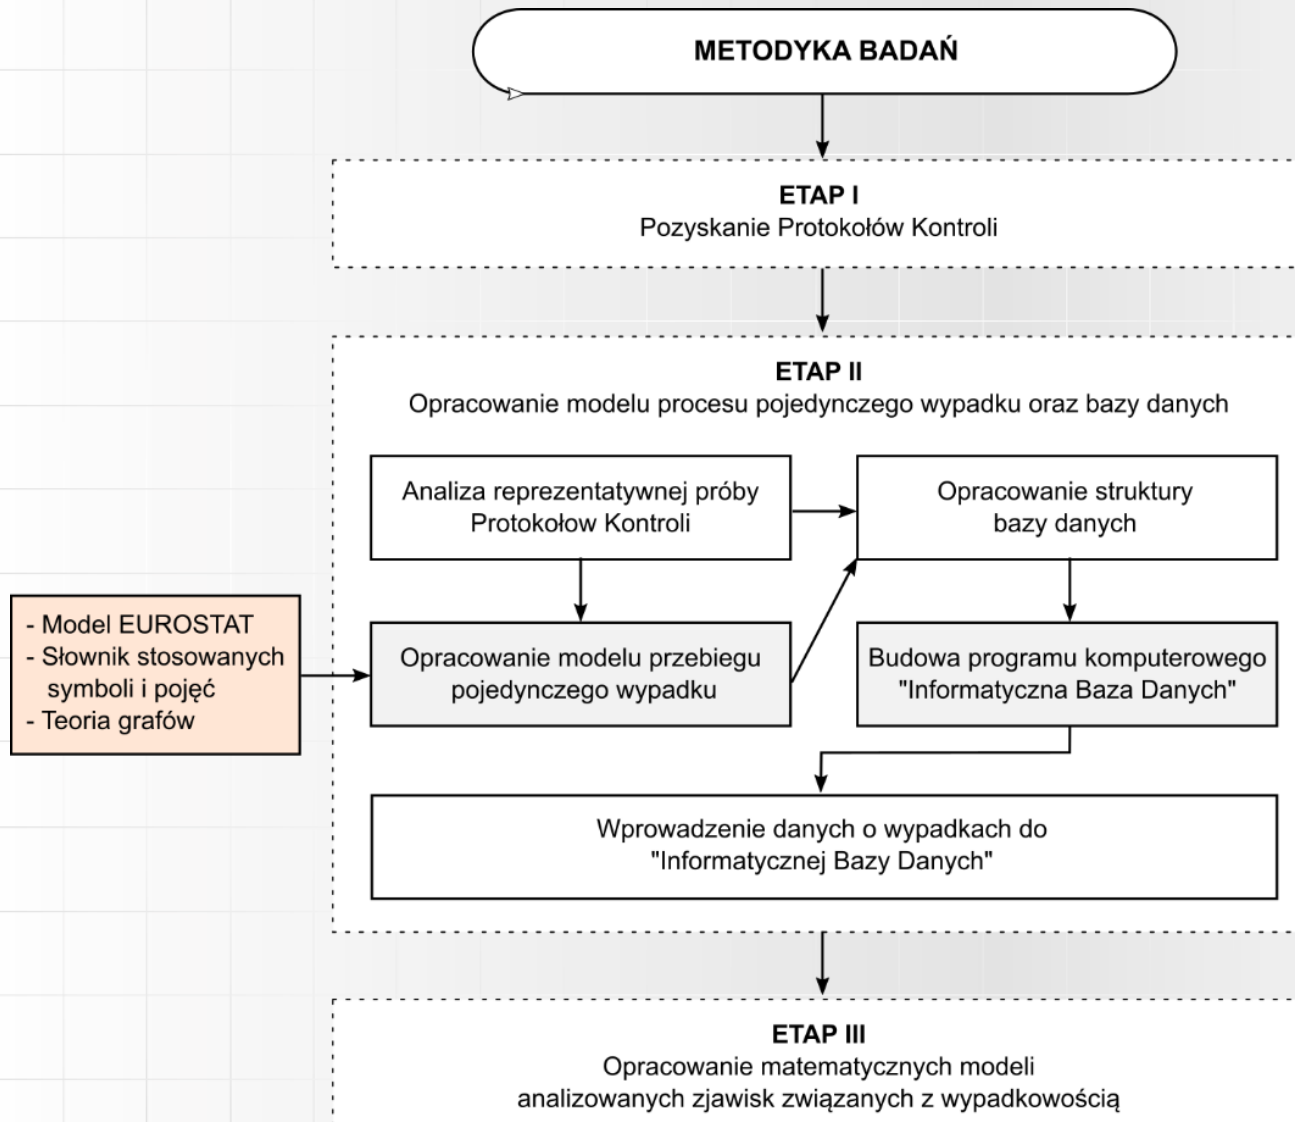 METODYKA BADAŃ
ETAP I
Pozyskanie Protokołów Kontroli
ETAP II
Opracowanie modelu procesu pojedynczego wypadku oraz bazy danych
Analiza reprezentatywnej próby
Protokołow Kontroli
Opracowanie struktury
bazy danych
- Model EUROSTAT
- Słownik stosowanych
symboli i pojęć
- Teoria grafów
Opracowanie modelu przebiegu
pojedynczego wypadku
Budowa programu komputerowego
"Informatyczna Baza Danych"
Wprowadzenie danych o wypadkach do
"Informatycznej Bazy Danych"
ETAP III
Opracowanie matematycznych modeli
analizowanych zjawisk związanych z wypadkowością